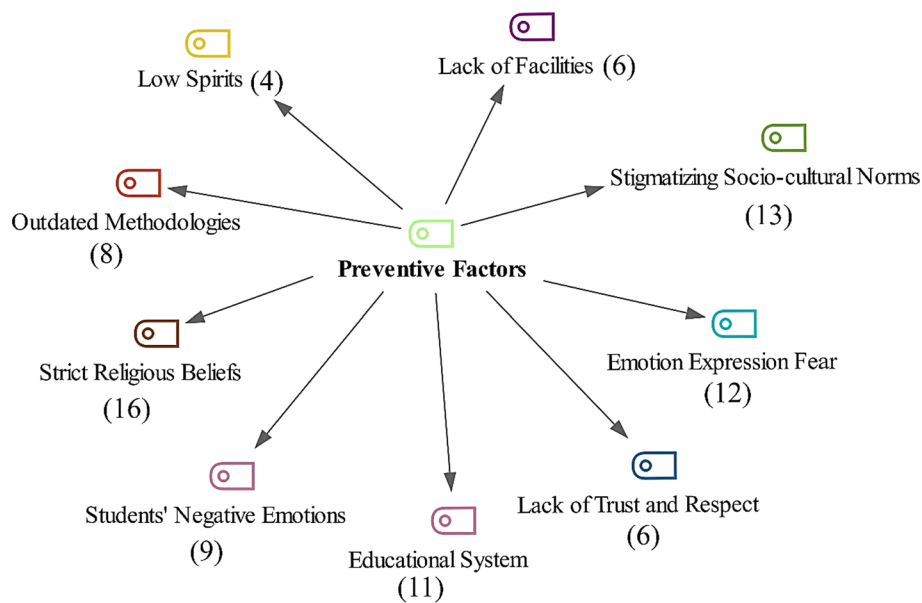 Low Spirits (4)
Lack of Facilities (6)
Stigmatizing Socio-cultural Norms
(13)
Outdated Methodologies
(8)
Preventive Factors
Strict Religious Beliefs
(16)
Emotion Expression Fear
(12)
Students' Negative Emotions
(9)
Educational System
(11)
Lack of Trust and Respect
(6)